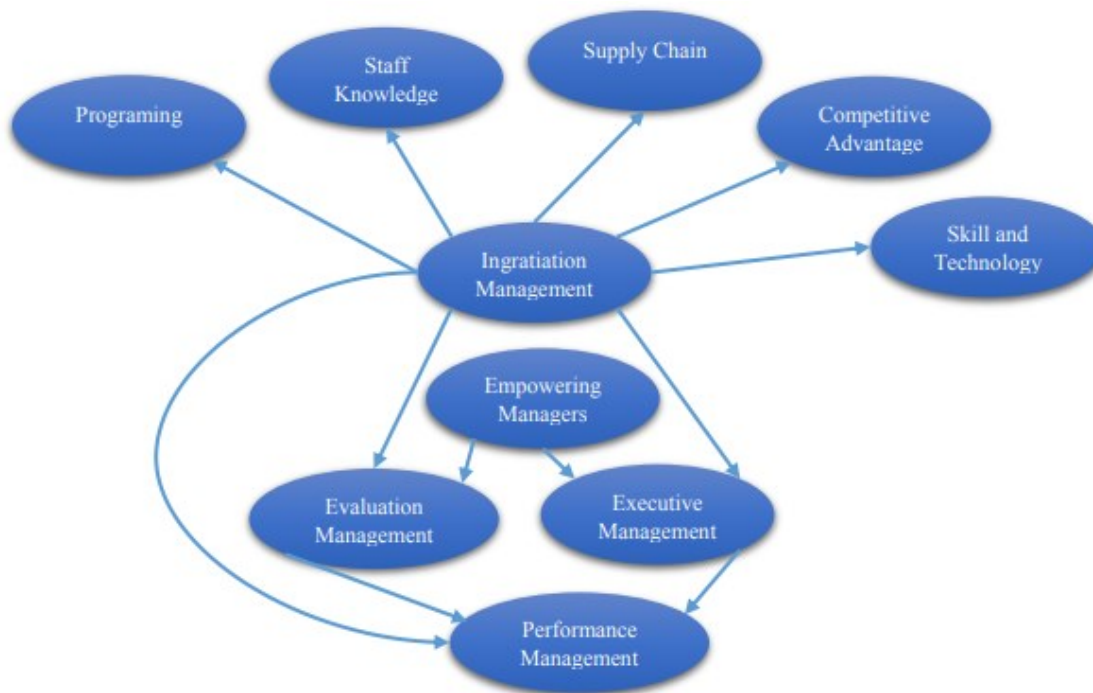 Supply Chain
Staff
Knowledge
Programing
Competitive
Advantage
Skill and
Technology
Ingratiation
Management
Empowering
Managers
Evaluation
Management
Executive
Management
Performance
Management